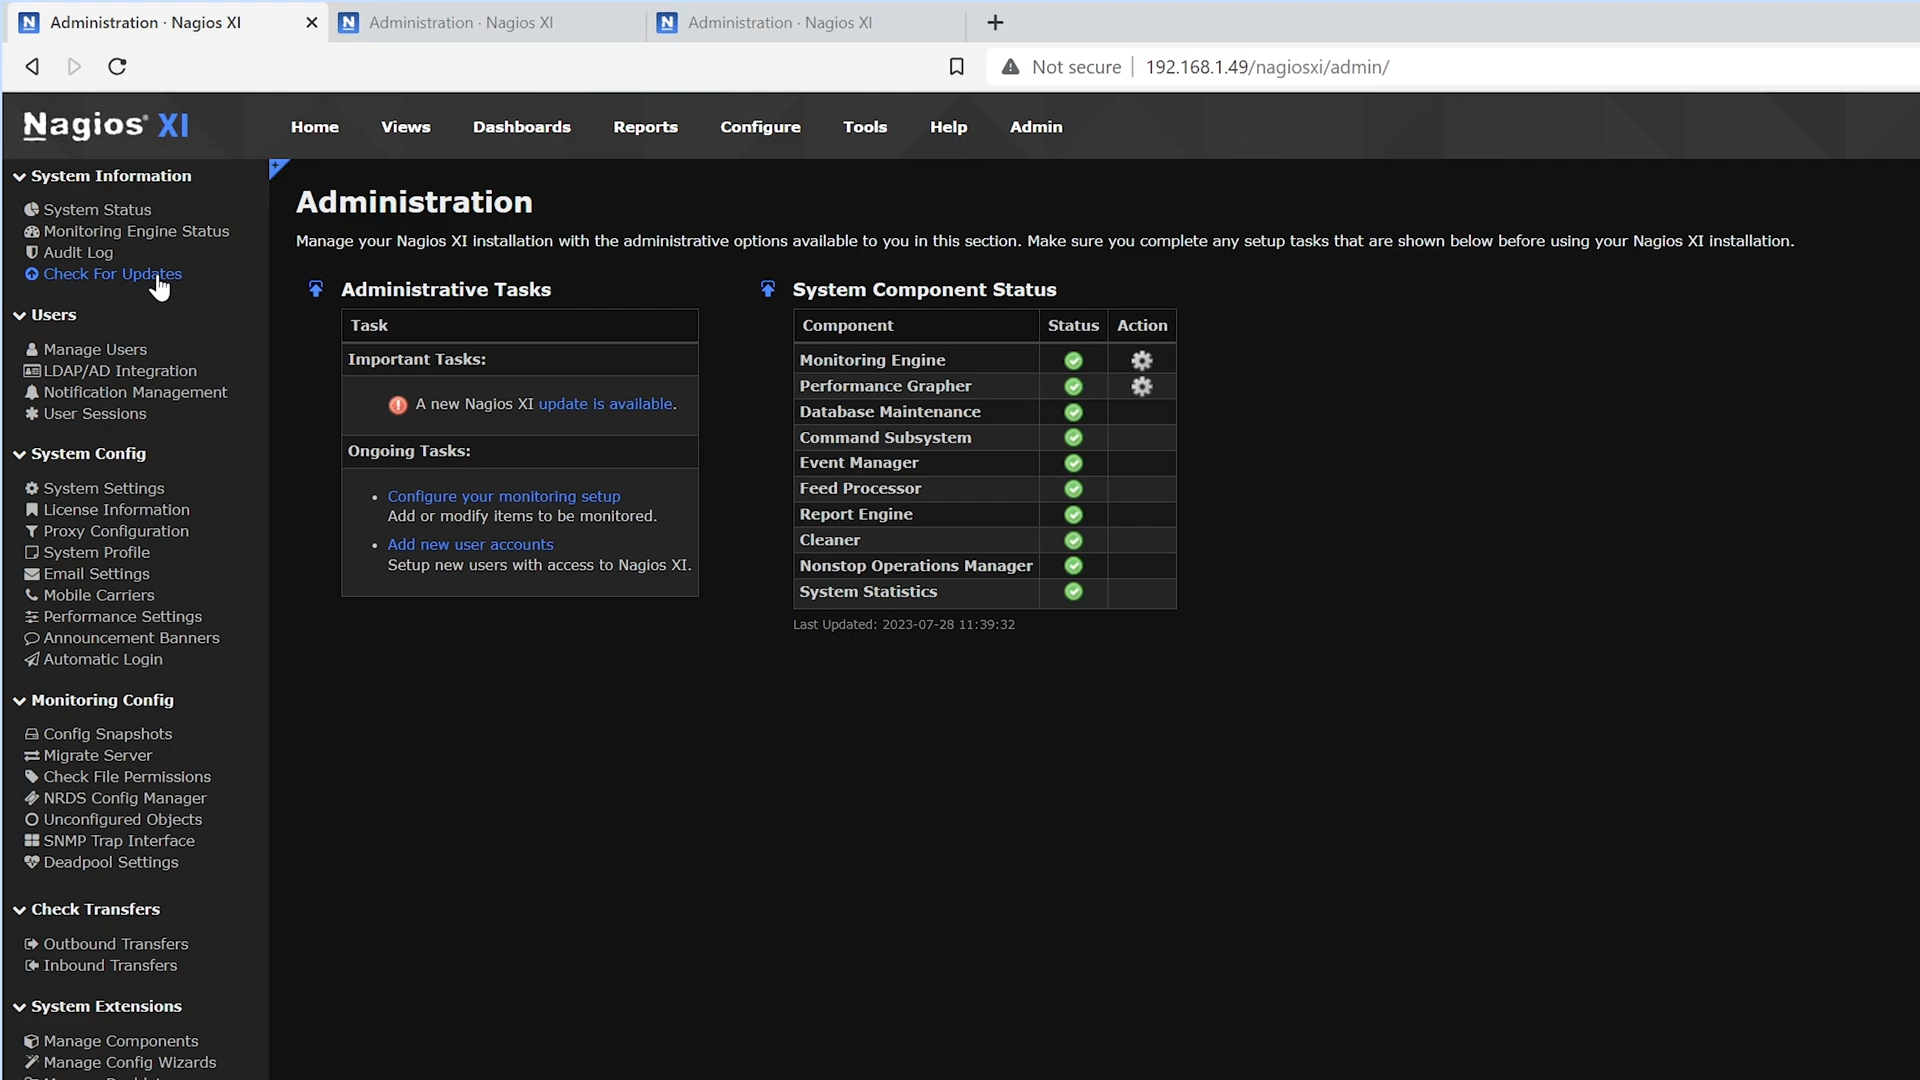 Administration · Nagios XI
Administration · Nagios XI
Administration · Nagios XI
Not secure
192.168.1.49/nagiosxi/admin/
Nagios® XI
Home
Views
Dashboards
Reports
Configure
Tools
Help
Admin
System Information
System Status
Monitoring Engine Status
Audit Log
Check For Updates
Users
Manage Users
LDAP/AD Integration
Notification Management
User Sessions
System Config
System Settings
License Information
Proxy Configuration
System Profile
Email Settings
Mobile Carriers
Performance Settings
Announcement Banners
Automatic Login
Monitoring Config
Config Snapshots
Migrate Server
Check File Permissions
NRDS Config Manager
Unconfigured Objects
SNMP Trap Interface
Deadpool Settings
Check Transfers
Outbound Transfers
Inbound Transfers
System Extensions
Manage Components
Manage Config Wizards
Administration
Manage your Nagios XI installation with the administrative options available to you in this section. Make sure you complete any setup tasks that are shown below before using your Nagios XI installation.
Administrative Tasks
Task
Important Tasks:
A new Nagios XI update is available.
Ongoing Tasks:
Configure your monitoring setup
Add or modify items to be monitored.
Add new user accounts
Setup new users with access to Nagios XI.
System Component Status
Component Status Action
Monitoring Engine
Performance Grapher
Database Maintenance
Command Subsystem
Event Manager
Feed Processor
Report Engine
Cleaner
Nonstop Operations Manager
System Statistics
Last Updated: 2023-07-28 11:39:32